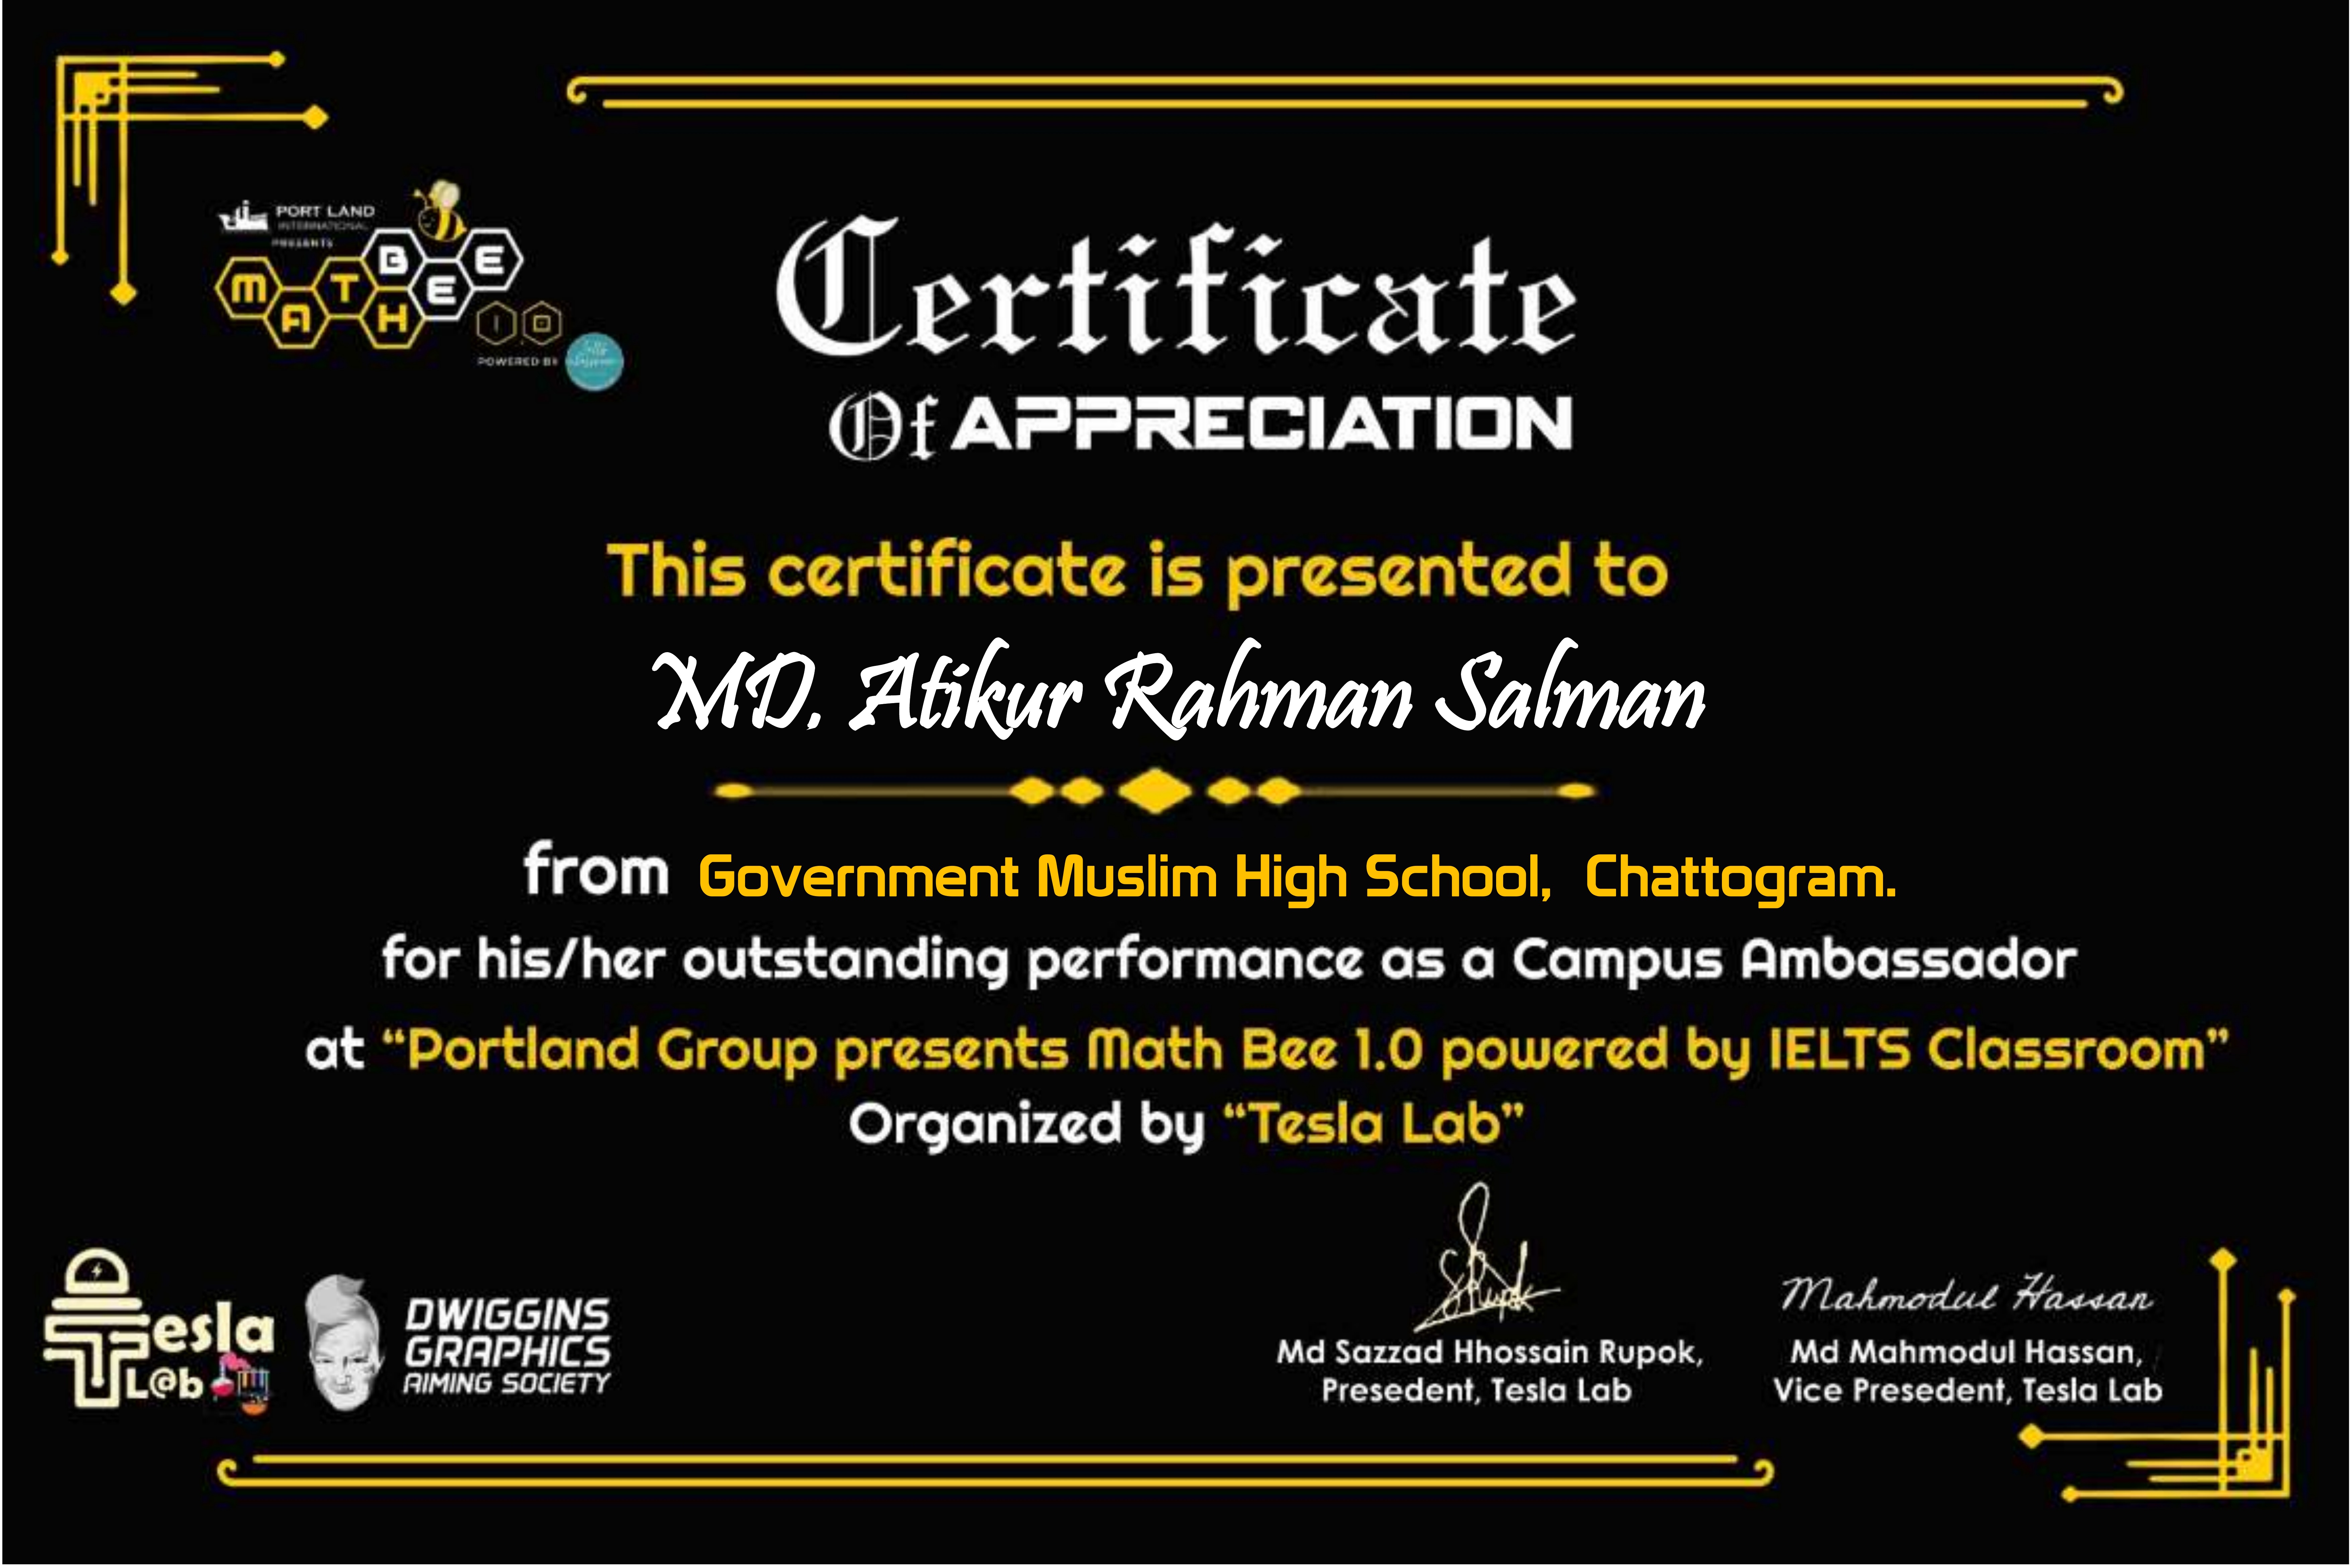 PORT LAND
INTERNATIONAL
PRESENTS
MATH BEE
1.0
POWERED BY
Certificate
Of APPRECIATION
This certificate is presented to
MD. Atikur Rahman Salman
from Government Muslim High School, Chattogram.
for his/her outstanding performance as a Campus Ambassador
at “Portland Group presents Math Bee 1.0 powered by IELTS Classroom”
Organized by “Tesla Lab”
Tesla
L@b
DWIGGINS
GRAPHICS
AIMING SOCIETY
Md Sazzad Hhossain Rupok,
Presedent, Tesla Lab
Mahmodul Hassan
Md Mahmodul Hassan,
Vice Presedent, Tesla Lab